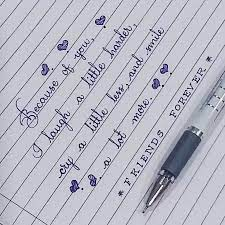 Because of you,
I laugh a little harder,
cry a little less, and smile
a lot more.
* FRIENDS FOREVER *